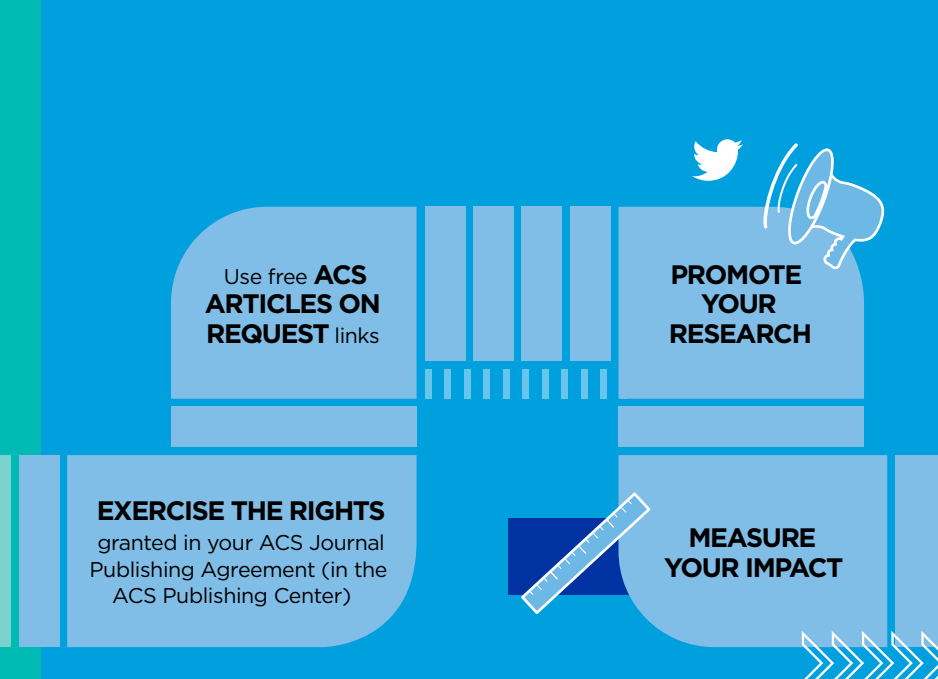 Use free ACS
ARTICLES ON
REQUEST links
PROMOTE
YOUR
RESEARCH
EXERCISE THE RIGHTS
granted in your ACS Journal
Publishing Agreement (in the
ACS Publishing Center)
MEASURE
YOUR IMPACT